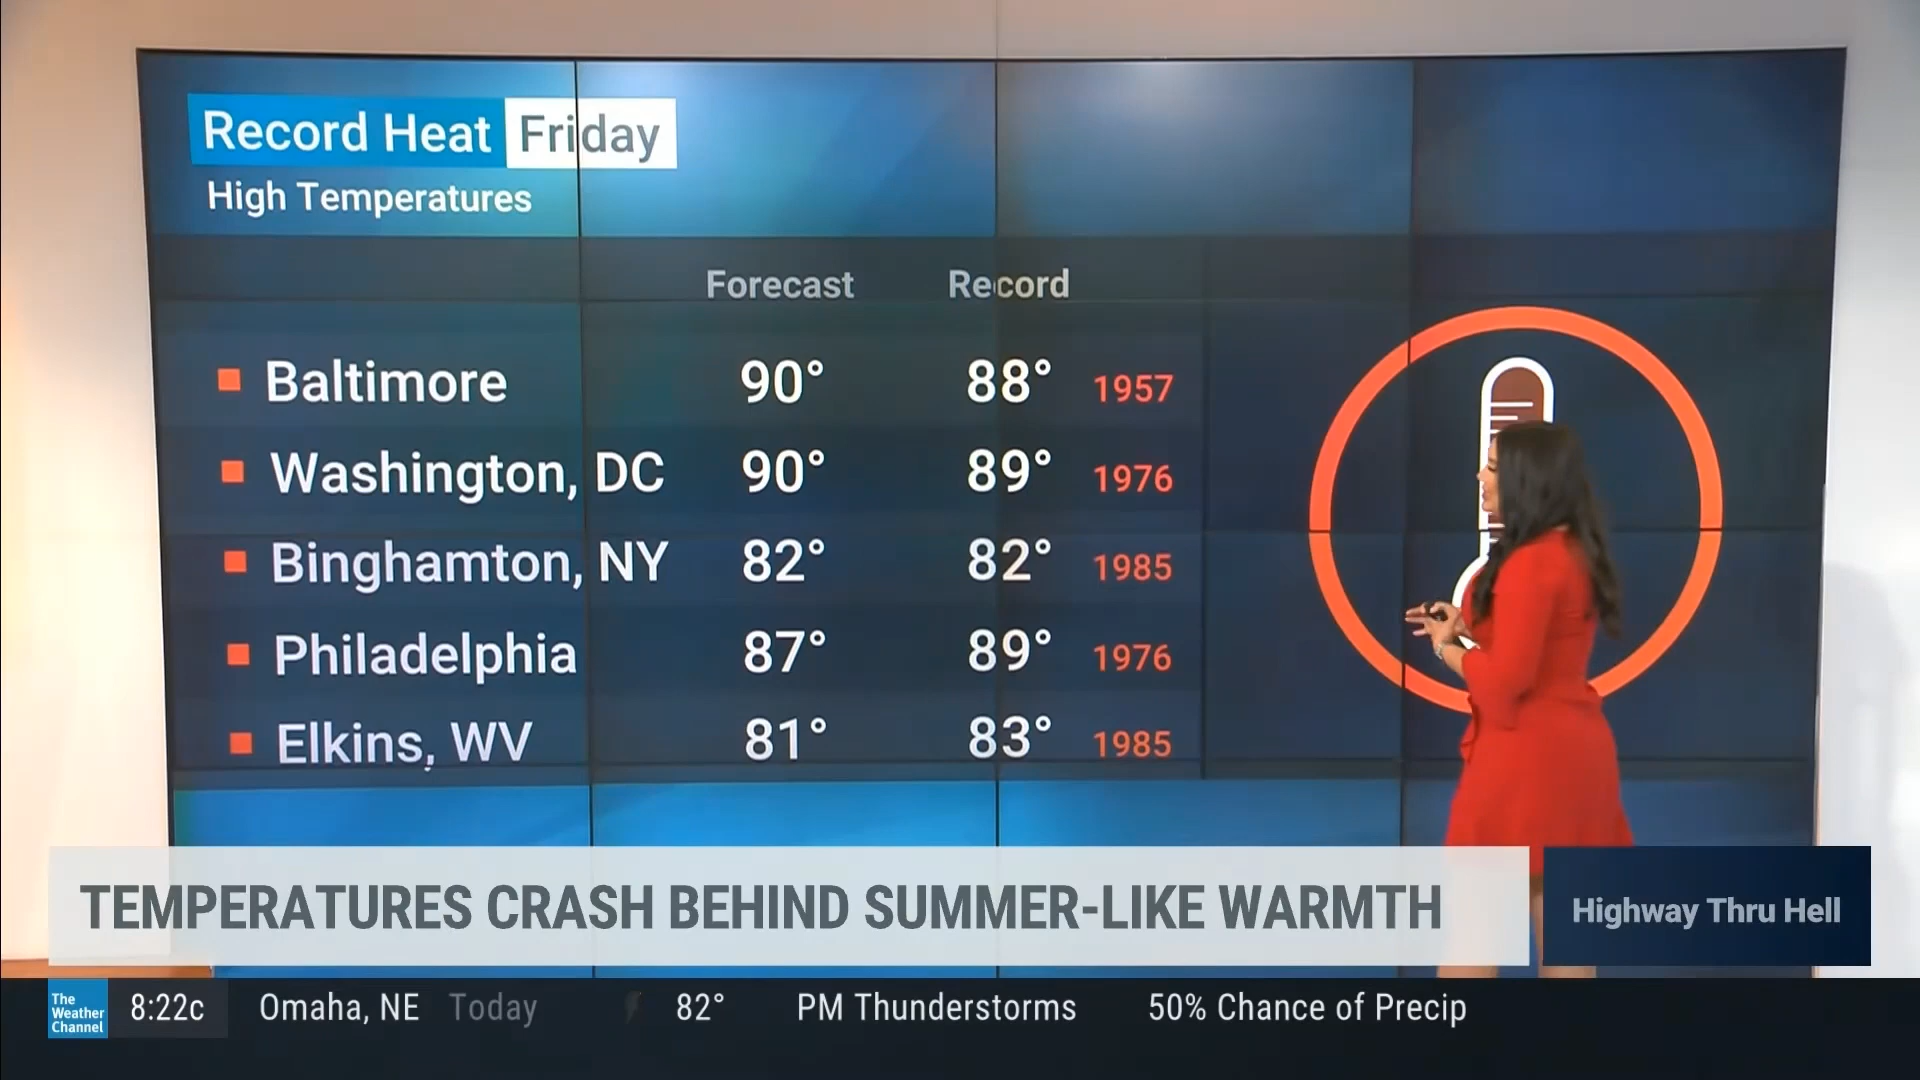 Record Heat Friday
High Temperatures
Forecast Record
Baltimore 90° 88° 1957
Washington, DC 90° 89° 1976
Binghamton, NY 82° 82° 1985
Philadelphia 87° 89° 1976
Elkins, WV 81° 83° 1985
TEMPERATURES CRASH BEHIND SUMMER-LIKE WARMTH
Highway Thru Hell
The
Weather
Channel
8:22c Omaha, NE Today 82° PM Thunderstorms 50% Chance of Precip